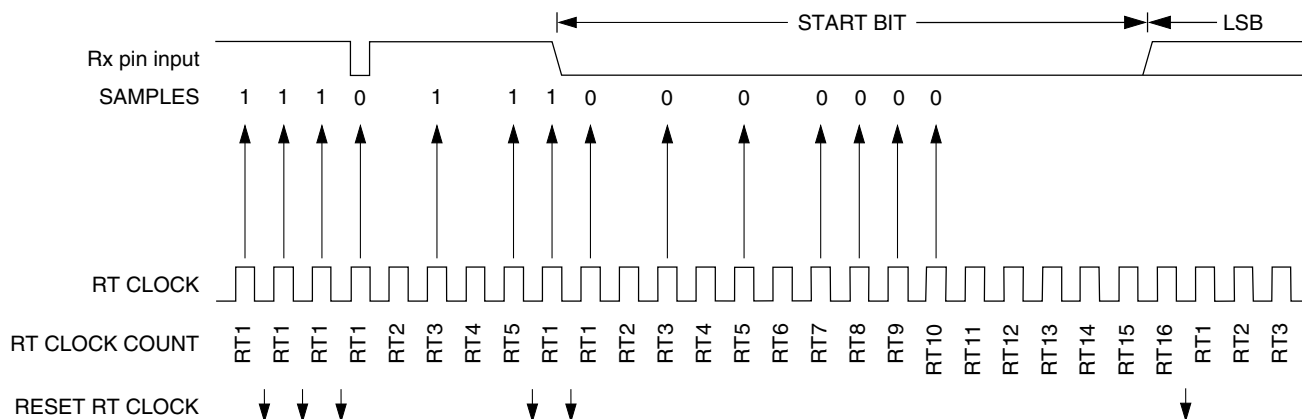 START BIT LSB
Rx pin input
SAMPLES 1 1 1 0 1 1 1 0 0 0 0 0 0 0
RT CLOCK
RT CLOCK COUNT RT1 RT1 RT1 RT1 RT2 RT3 RT4 RT5 RT1 RT1 RT2 RT3 RT4 RT5 RT6 RT7 RT8 RT9 RT10 RT11 RT12 RT13 RT14 RT15 RT16 RT1 RT2 RT3
RESET RT CLOCK